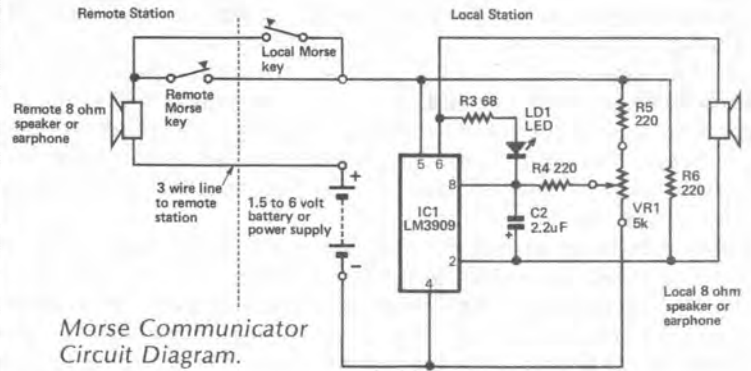 Remote Station
Local Station
Local Morse
key
Remote
Morse
key
Remote 8 ohm
speaker or
earphone
3 wire line
to remote
station
1.5 to 6 volt
battery or
power supply
+
−
R3 68
LD1
LED
R5
220
R4 220
R6
220
VR1
5k
5
6
8
2
4
IC1
LM3909
C2
2.2uF
+
Local 8 ohm
speaker or
earphone
Morse Communicator
Circuit Diagram.